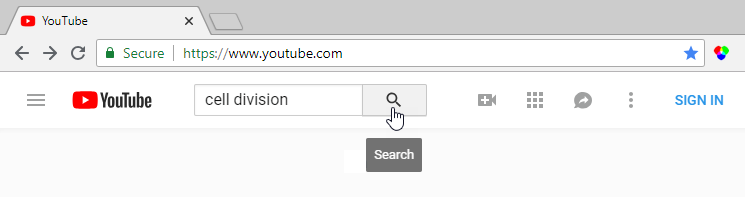 YouTube
Secure https://www.youtube.com
YouTube cell division SIGN IN
Search